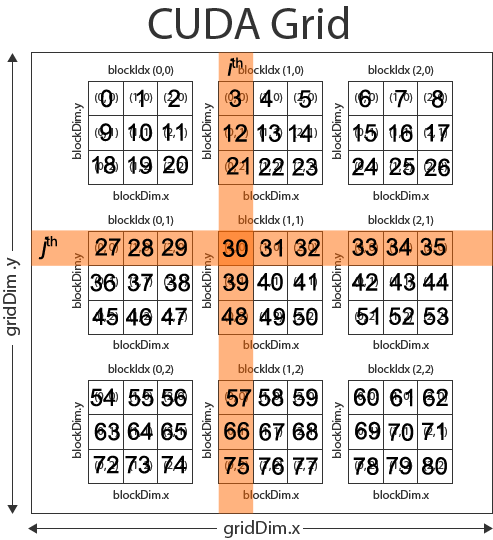 CUDA Grid
ith
blockIdx (0,0) blockIdx (1,0) blockIdx (2,0)
blockDim.y blockDim.y blockDim.y
0 1 2 3 4 5 6 7 8
9 10 11 12 13 14 15 16 17
18 19 20 21 22 23 24 25 26
blockDim.x blockDim.x blockDim.x
gridDim.y
blockIdx (0,1) blockIdx (1,1) blockIdx (2,1)
jth
blockDim.y blockDim.y blockDim.y
27 28 29 30 31 32 33 34 35
36 37 38 39 40 41 42 43 44
45 46 47 48 49 50 51 52 53
blockDim.x blockDim.x blockDim.x
blockIdx (0,2) blockIdx (1,2) blockIdx (2,2)
blockDim.y blockDim.y blockDim.y
54 55 56 57 58 59 60 61 62
63 64 65 66 67 68 69 70 71
72 73 74 75 76 77 78 79 80
blockDim.x blockDim.x blockDim.x
gridDim.x